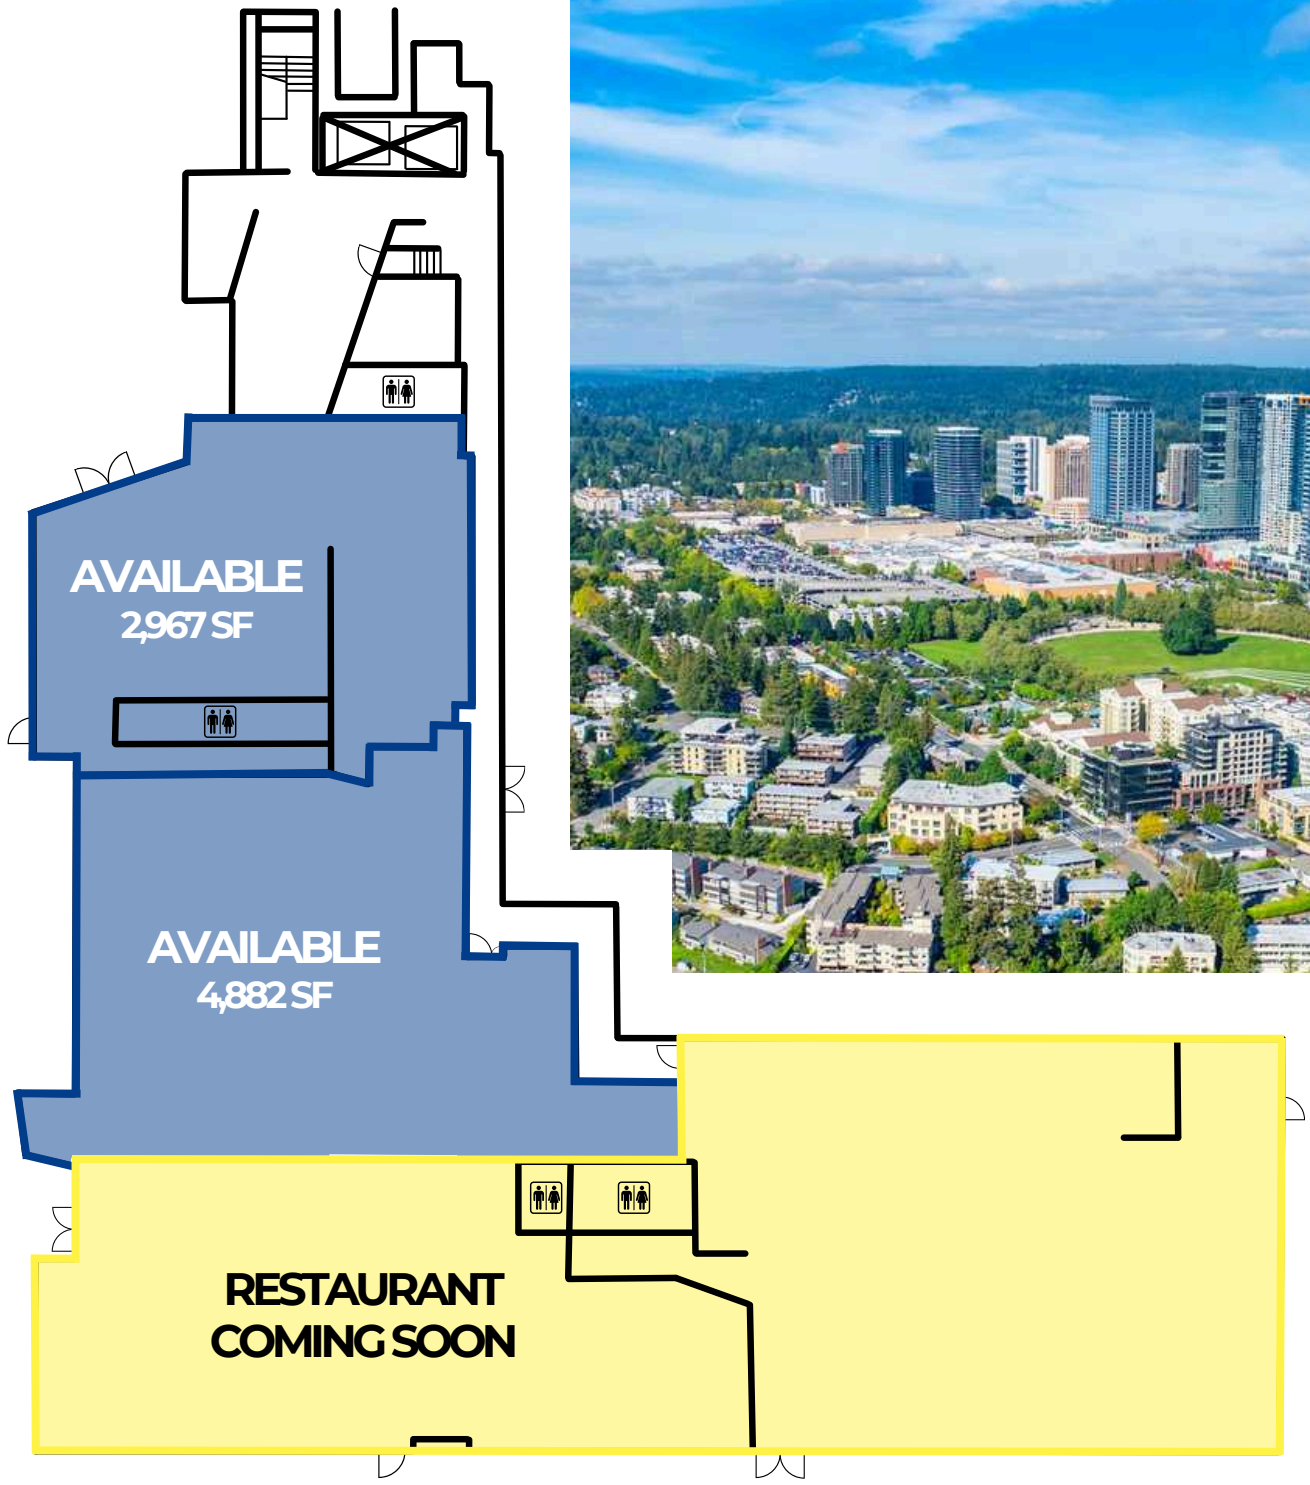 AVAILABLE
2,967 SF
AVAILABLE
4,882 SF
RESTAURANT
COMING SOON